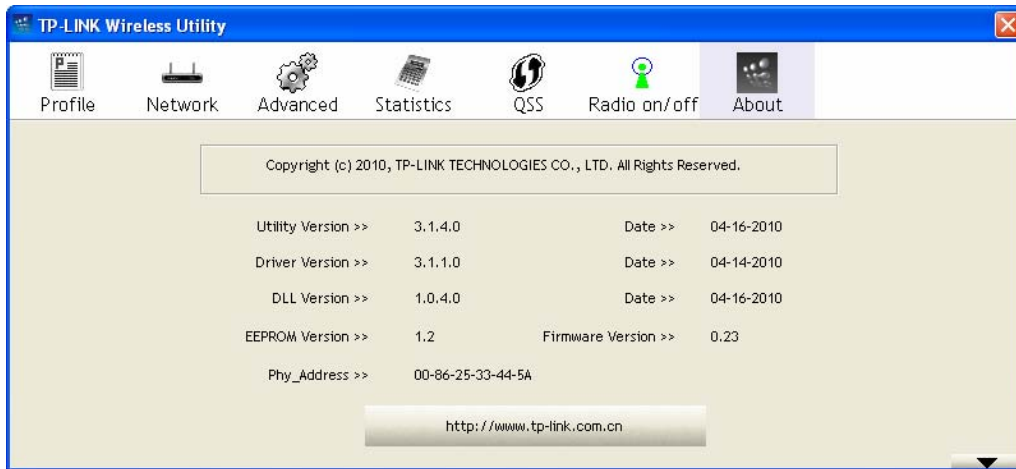 TP-LINK Wireless Utility
Profile Network Advanced Statistics QSS Radio on/off About
Copyright (c) 2010, TP-LINK TECHNOLOGIES CO., LTD. All Rights Reserved.
Utility Version >> 3.1.4.0 Date >> 04-16-2010
Driver Version >> 3.1.1.0 Date >> 04-14-2010
DLL Version >> 1.0.4.0 Date >> 04-16-2010
EEPROM Version >> 1.2 Firmware Version >> 0.23
Phy_Address >> 00-86-25-33-44-5A
http://www.tp-link.com.cn